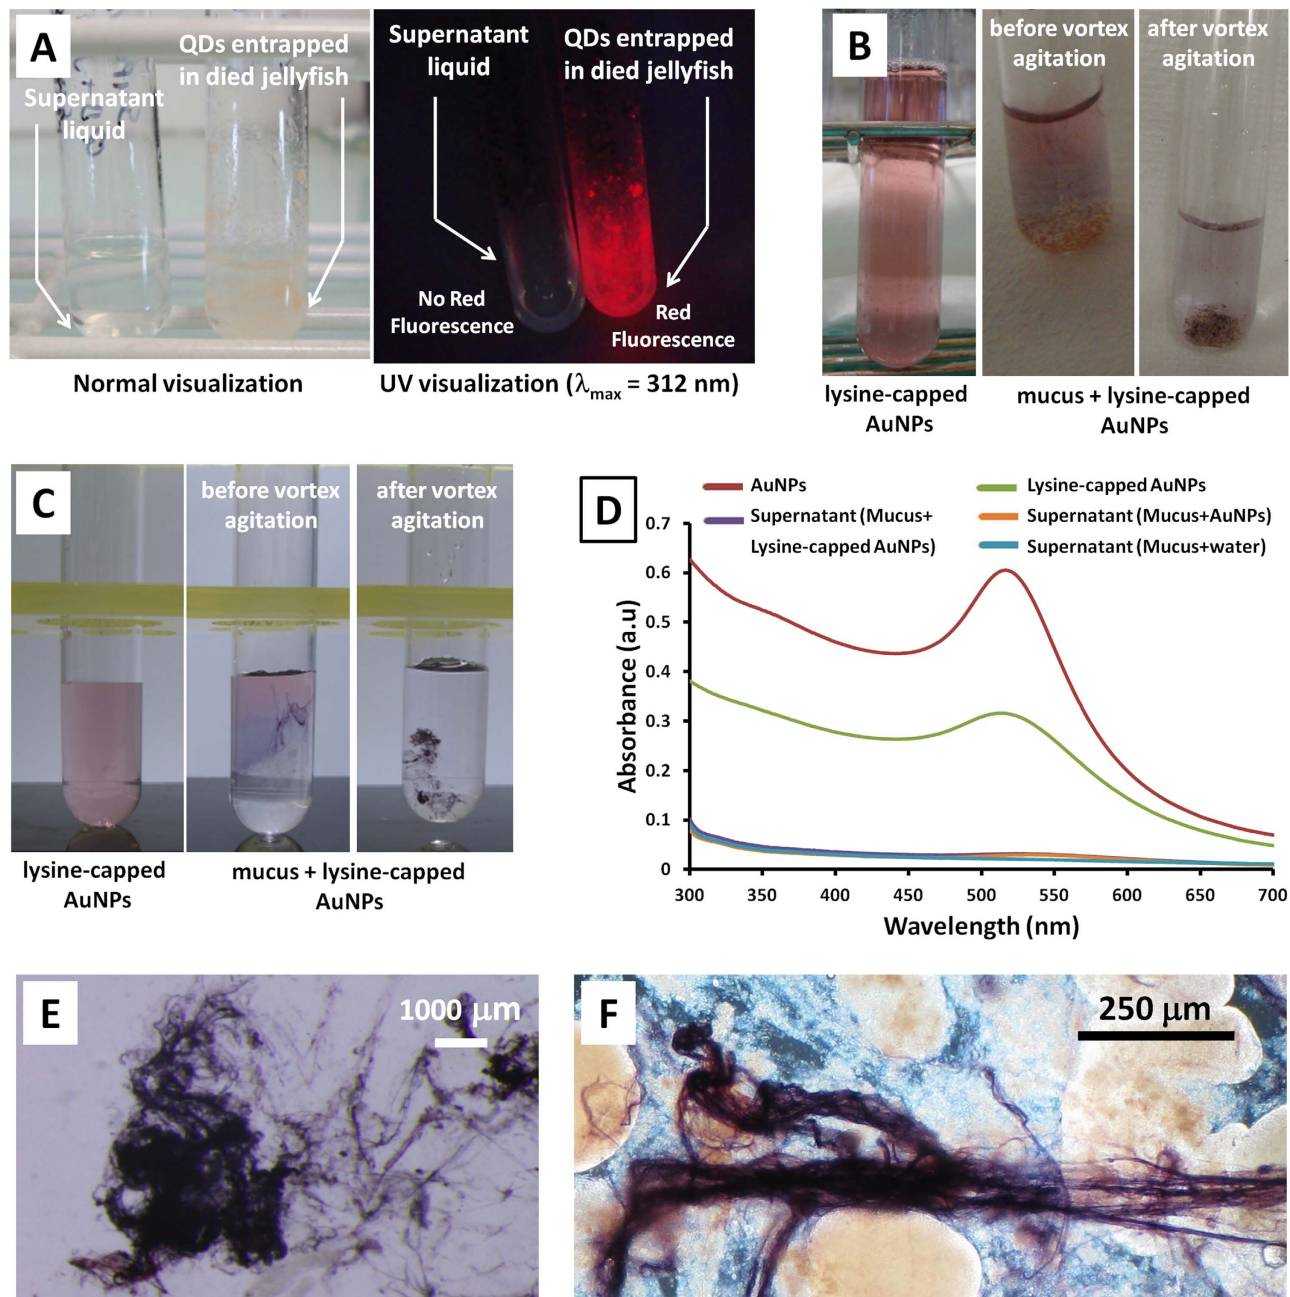 A
Supernatant
liquid
QDs entrapped
in died jellyfish
Supernatant
liquid
QDs entrapped
in died jellyfish
No Red
Fluorescence
Red
Fluorescence
Normal visualization
UV visualization (λmax = 312 nm)
B
before vortex
agitation
after vortex
agitation
lysine-capped
AuNPs
mucus + lysine-capped
AuNPs
C
before vortex
agitation
after vortex
agitation
lysine-capped
AuNPs
mucus + lysine-capped
AuNPs
D
AuNPs
Lysine-capped AuNPs
Supernatant (Mucus+
Lysine-capped AuNPs)
Supernatant (Mucus+AuNPs)
Supernatant (Mucus+water)
Absorbance (a.u)
0.7
0.6
0.5
0.4
0.3
0.2
0.1
0
300 350 400 450 500 550 600 650 700
Wavelength (nm)
E
1000 μm
F
250 μm